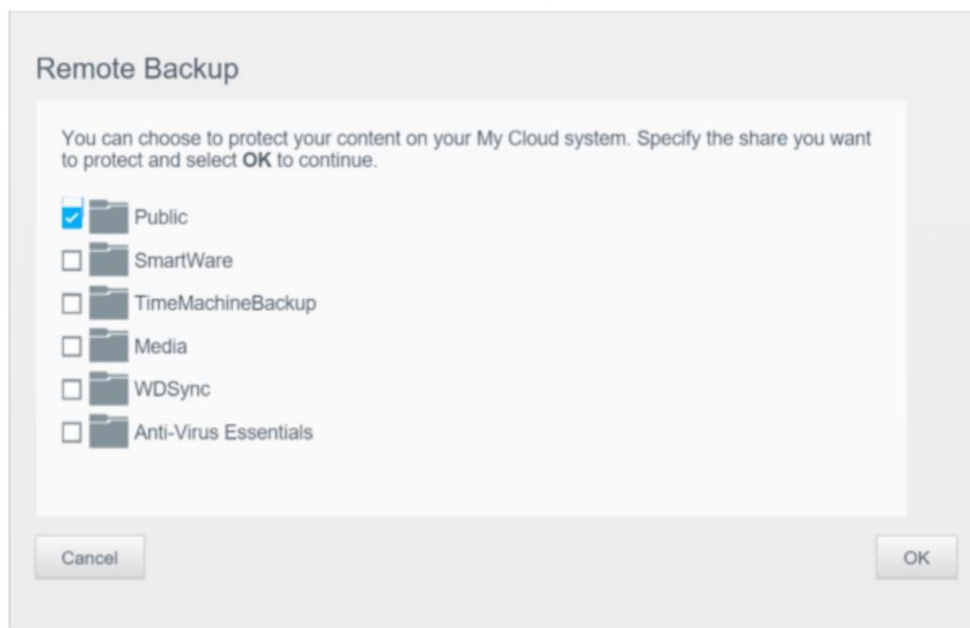 Remote Backup
You can choose to protect your content on your My Cloud system. Specify the share you want
to protect and select OK to continue.
Public
SmartWare
TimeMachineBackup
Media
WDSync
Anti-Virus Essentials
Cancel
OK